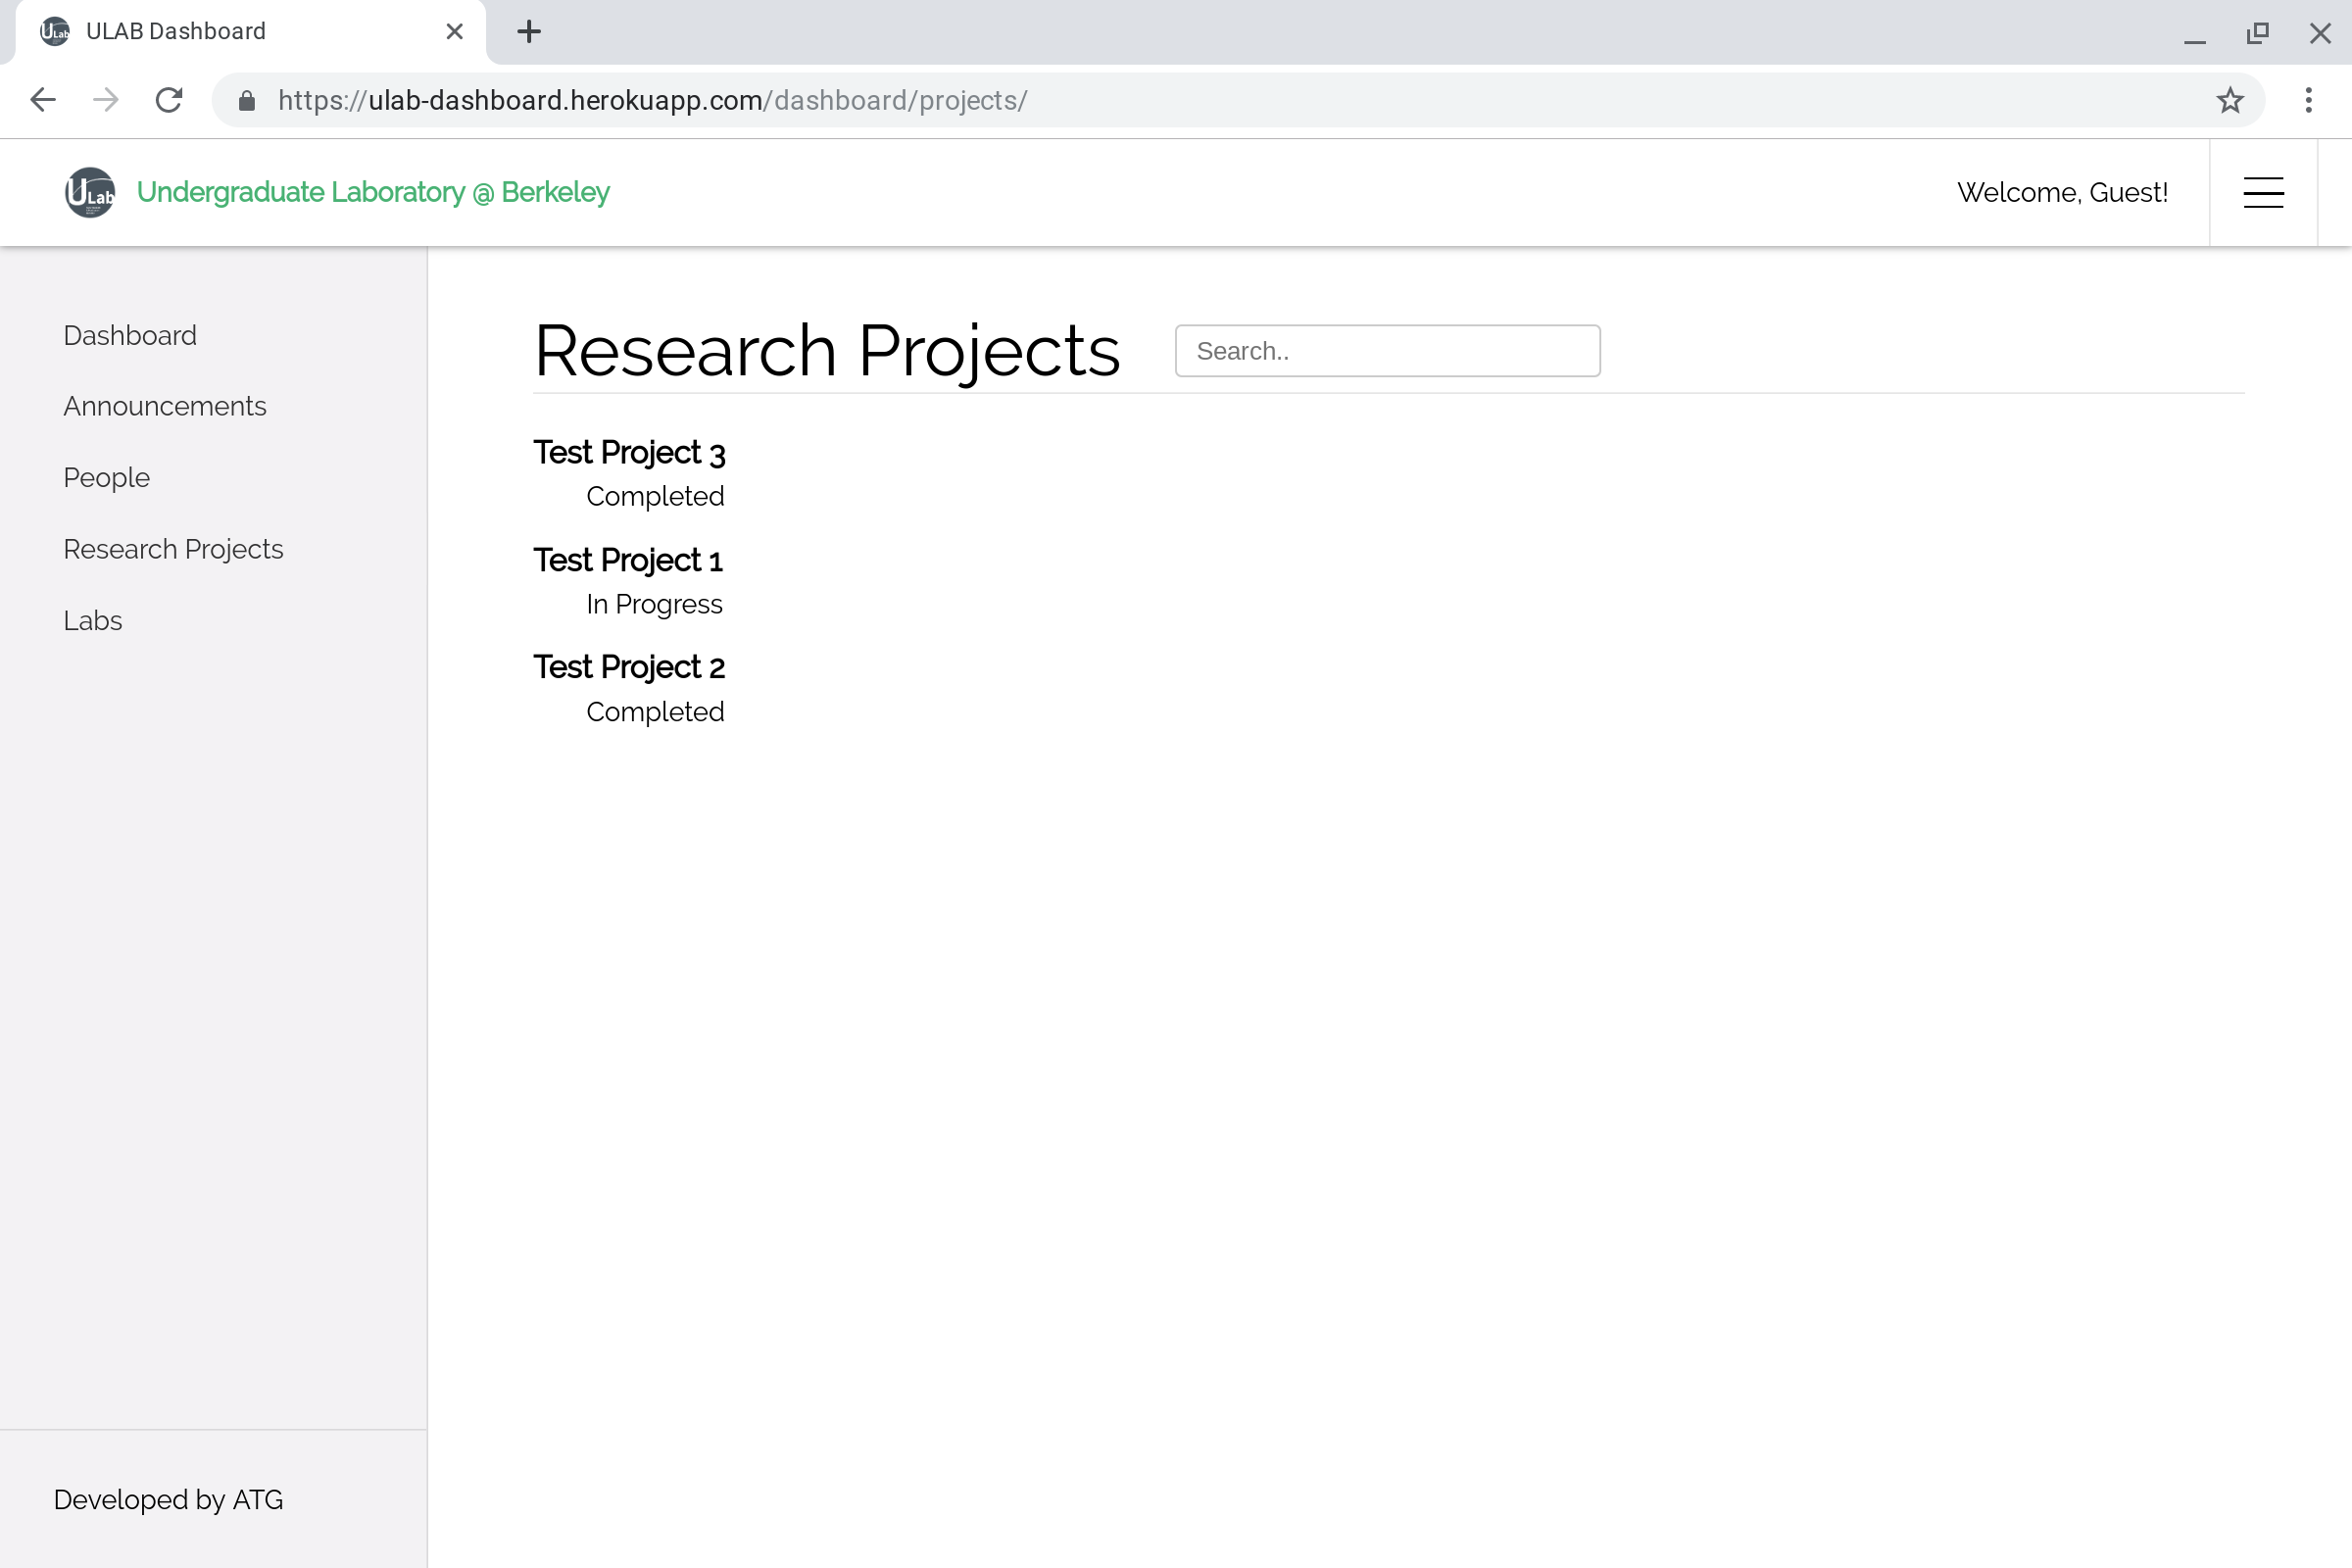 ULab
ULAB Dashboard
https://ulab-dashboard.herokuapp.com/dashboard/projects/
ULab
Undergraduate Laboratory @ Berkeley
Welcome, Guest!
Dashboard
Announcements
People
Research Projects
Labs
Research Projects
Search..
Test Project 3
Completed
Test Project 1
In Progress
Test Project 2
Completed
Developed by ATG